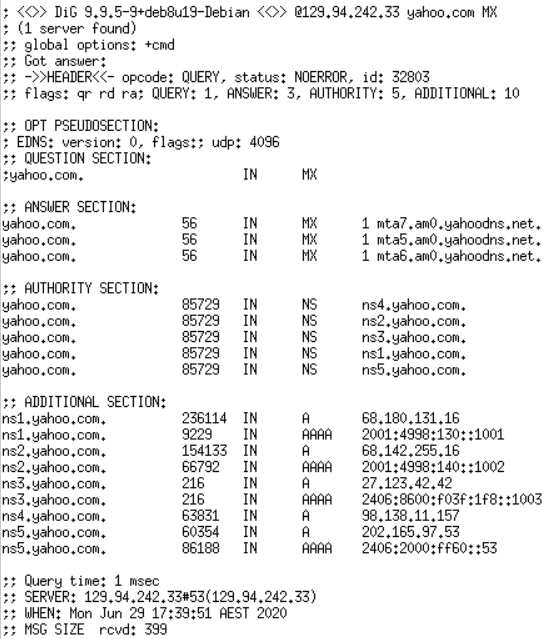 ; <<>> DiG 9.9.5-9+deb8u19-Debian <<>> @129.94.242.33 yahoo.com MX
; (1 server found)
;; global options: +cmd
;; Got answer:
;; ->>HEADER<<- opcode: QUERY, status: NOERROR, id: 32803
;; flags: qr rd ra; QUERY: 1, ANSWER: 3, AUTHORITY: 5, ADDITIONAL: 10

;; OPT PSEUDOSECTION:
; EDNS: version: 0, flags:; udp: 4096
;; QUESTION SECTION:
;yahoo.com. IN MX

;; ANSWER SECTION:
yahoo.com. 56 IN MX 1 mta7.am0.yahoodns.net.
yahoo.com. 56 IN MX 1 mta5.am0.yahoodns.net.
yahoo.com. 56 IN MX 1 mta6.am0.yahoodns.net.

;; AUTHORITY SECTION:
yahoo.com. 85729 IN NS ns4.yahoo.com.
yahoo.com. 85729 IN NS ns2.yahoo.com.
yahoo.com. 85729 IN NS ns3.yahoo.com.
yahoo.com. 85729 IN NS ns1.yahoo.com.
yahoo.com. 85729 IN NS ns5.yahoo.com.

;; ADDITIONAL SECTION:
ns1.yahoo.com. 236114 IN A 68.180.131.16
ns1.yahoo.com. 9229 IN AAAA 2001:4998:130::1001
ns2.yahoo.com. 154133 IN A 68.142.255.16
ns2.yahoo.com. 66792 IN AAAA 2001:4998:140::1002
ns3.yahoo.com. 216 IN A 27.123.42.42
ns3.yahoo.com. 216 IN AAAA 2406:8600:f03f:1f8::1003
ns4.yahoo.com. 63831 IN A 98.138.11.157
ns5.yahoo.com. 60354 IN A 202.165.97.53
ns5.yahoo.com. 86188 IN AAAA 2406:2000:ff60::53

;; Query time: 1 msec
;; SERVER: 129.94.242.33#53(129.94.242.33)
;; WHEN: Mon Jun 29 17:39:51 AEST 2020
;; MSG SIZE rcvd: 399